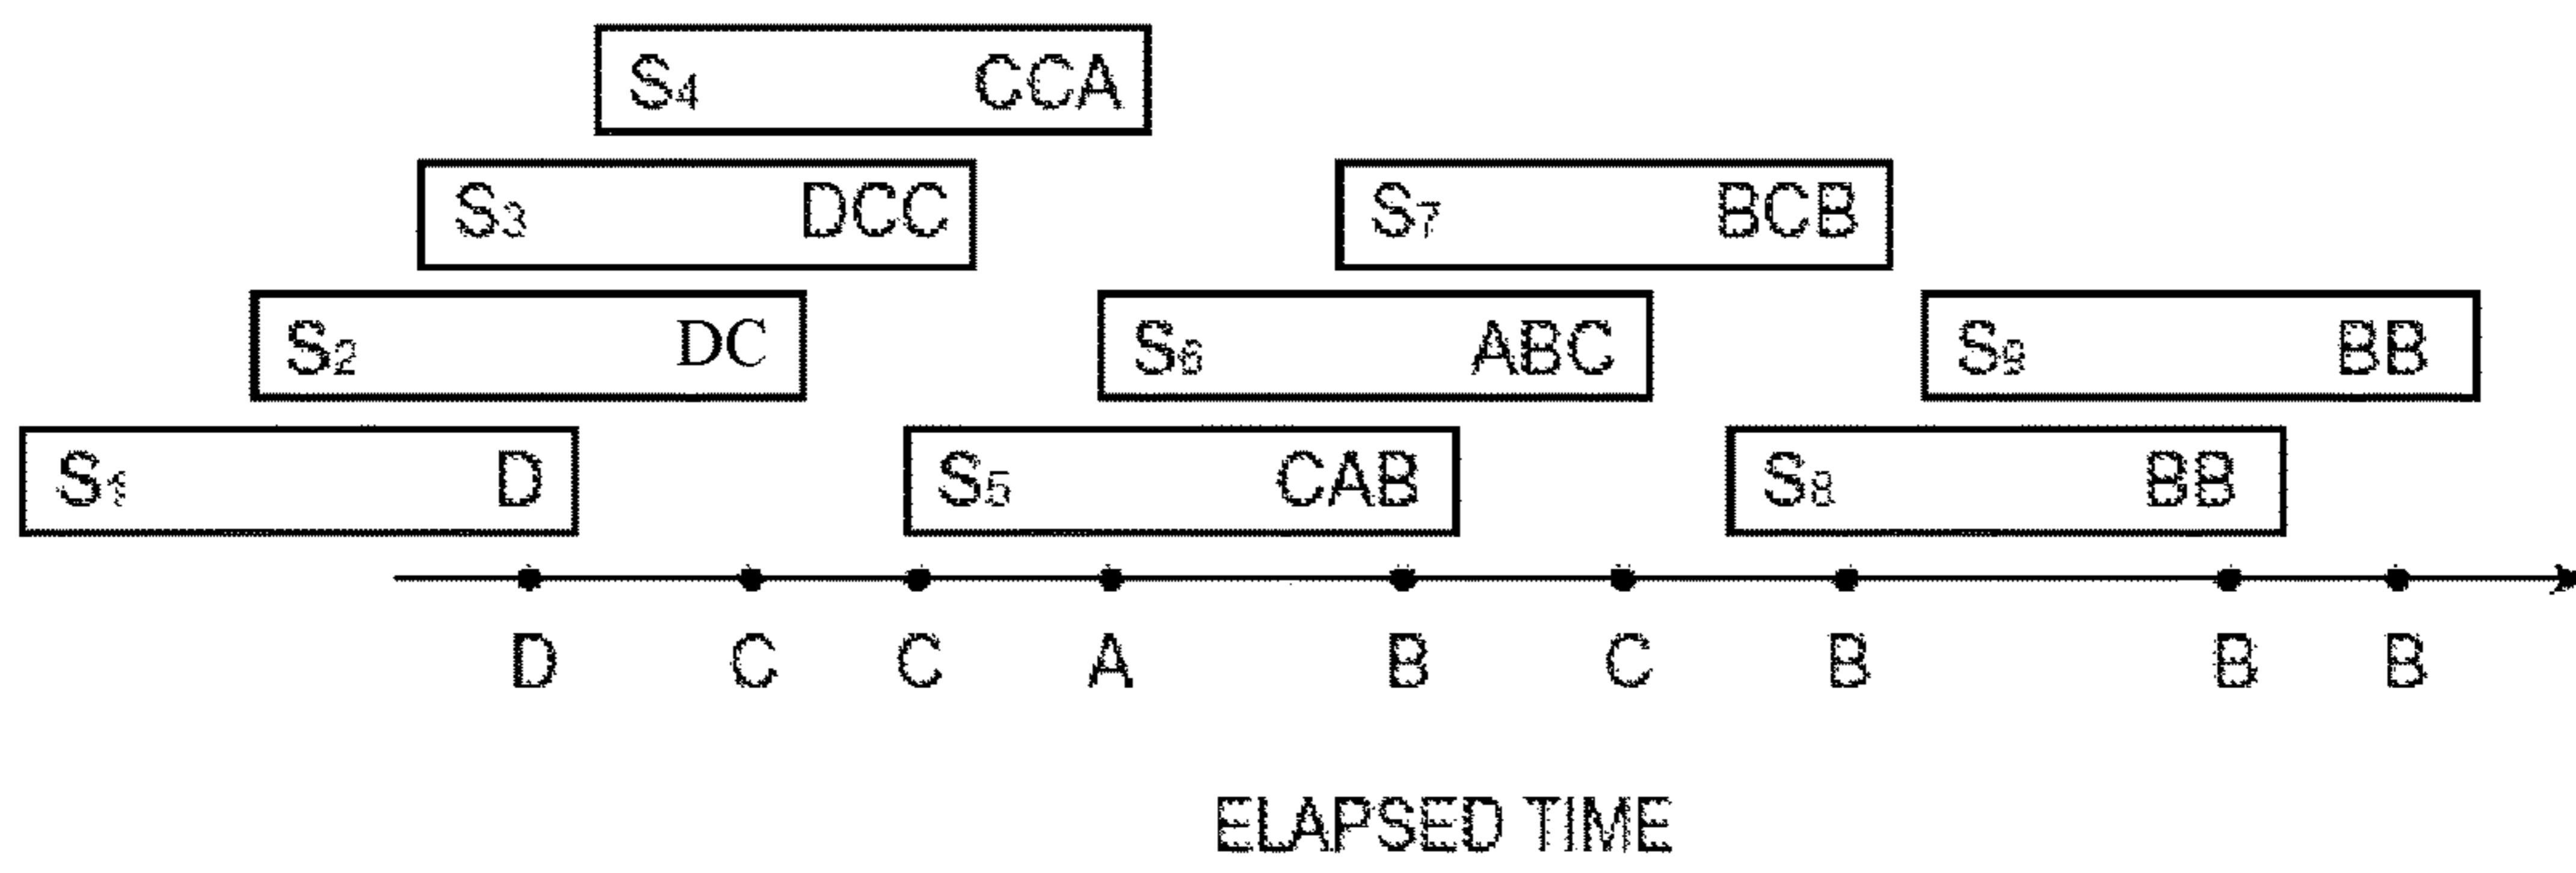 S4 CCA
S3 DCC
S7 BCB
S2 DC
S6 ABC
S9 BB
S1 D
S5 CAB
S8 BB
D C C A B C B B B
ELAPSED TIME